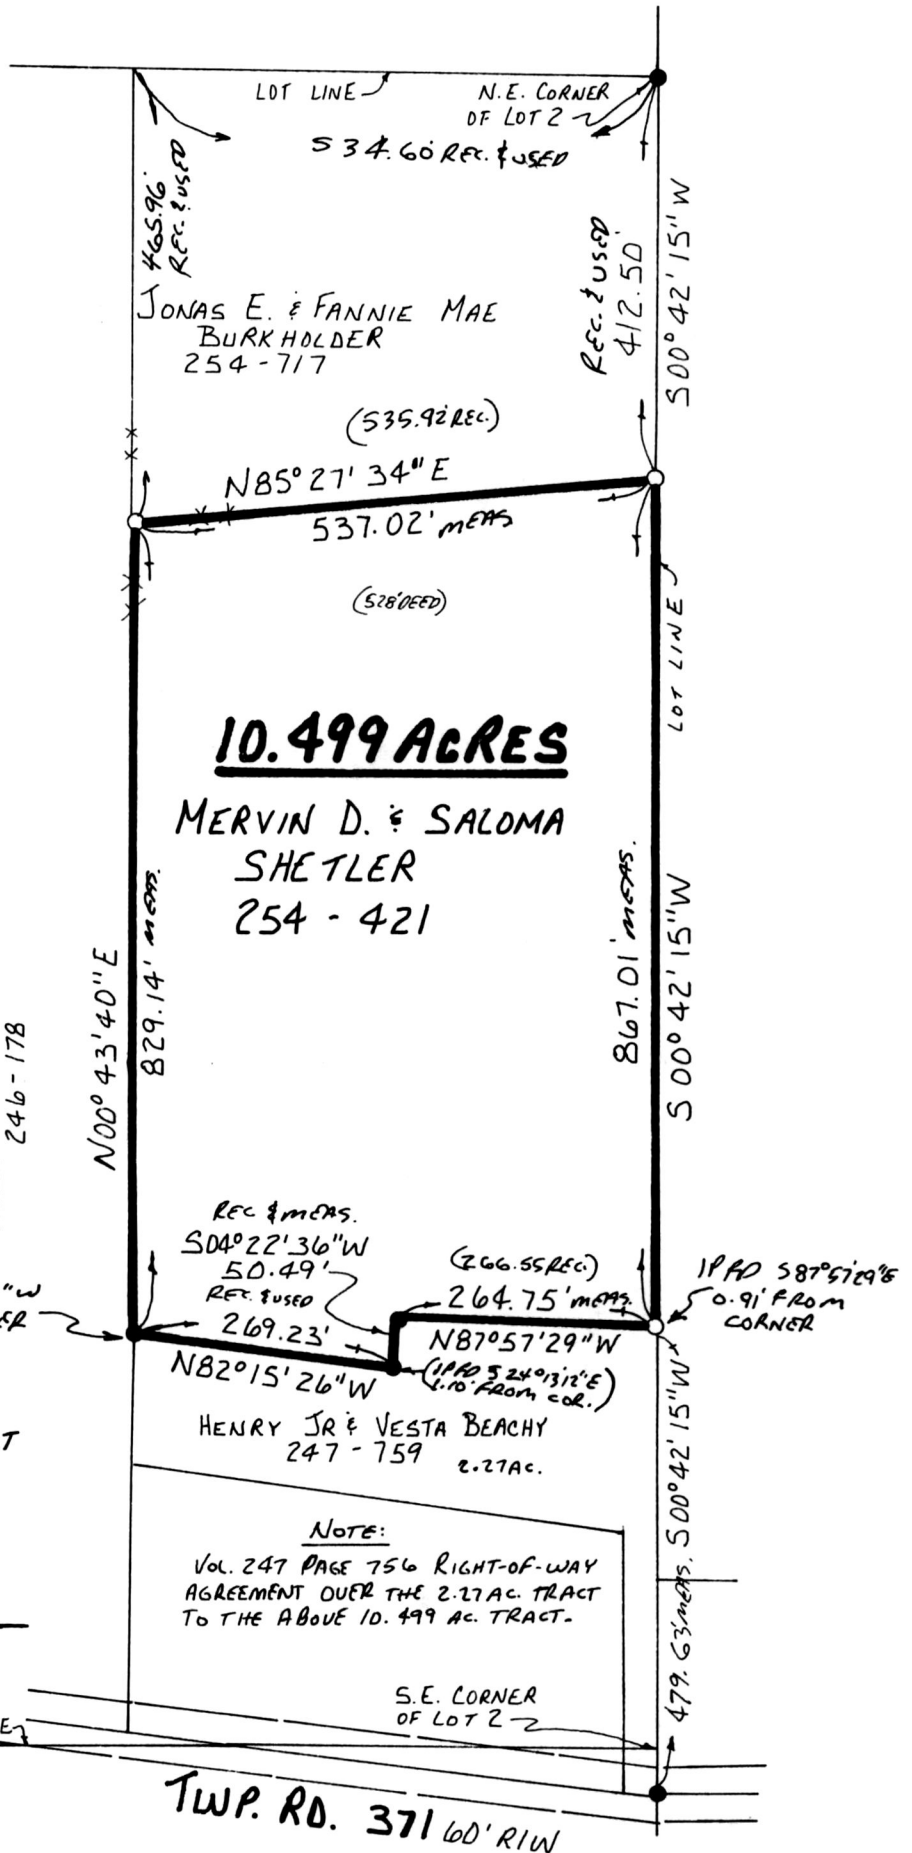 LOT LINE
N.E. CORNER
OF LOT 2
534.60' REC. & USED
465.96'
REC. & USED
S00°42'15"W
REC. & USED
412.50'
JONAS E. & FANNIE MAE
BURKHOLDER
254-717
(535.92' REC.)
N85°27'34"E
537.02' MEAS
(528' DEED)
LOT LINE
10.499 ACRES
MERVIN D. & SALOMA
SHETLER
254 - 421
829.14' MEAS.
N00°43'40"E
867.01' MEAS.
S00°42'15"W
246-178
REC & MEAS.
S04°22'36"W
50.49'
REC. & USED
269.23'
N82°15'26"W
(266.55 REC.)
264.75' MEAS.
N87°57'29"W
(IPFD S24°13'12"E
1.10' FROM COR.)
IPFD S87°57'29"E
0.91' FROM
CORNER
"W
ER
T
HENRY JR & VESTA BEACHY
247-759 2.27AC.
479.63' MEAS. S00°42'15"W
NOTE:
VOL. 247 PAGE 756 RIGHT-OF-WAY
AGREEMENT OVER THE 2.27AC. TRACT
TO THE ABOVE 10.499 AC. TRACT.
S.E. CORNER
OF LOT 2
E
TWP. RD. 371 60' R/W